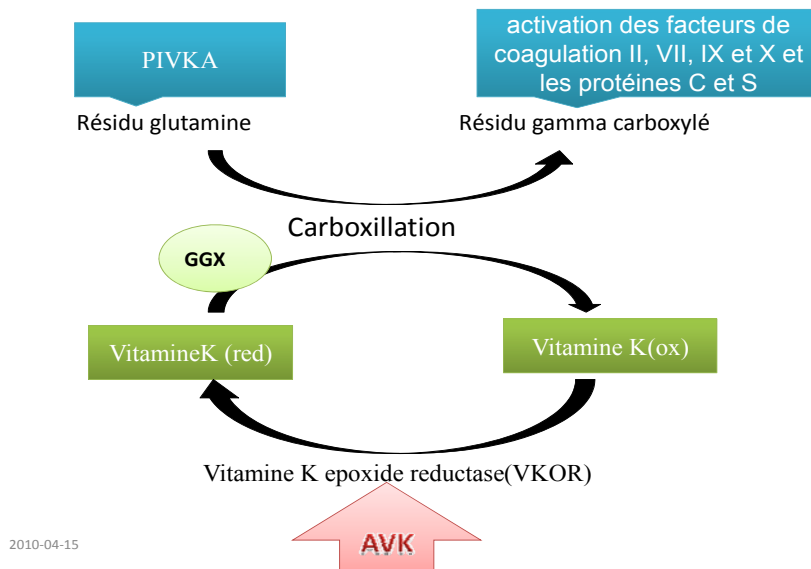 PIVKA
activation des facteurs de
coagulation II, VII, IX et X et
les protéines C et S
Résidu glutamine
Résidu gamma carboxylé
Carboxillation
GGX
VitamineK (red)
Vitamine K(ox)
Vitamine K epoxide reductase(VKOR)
AVK
2010-04-15